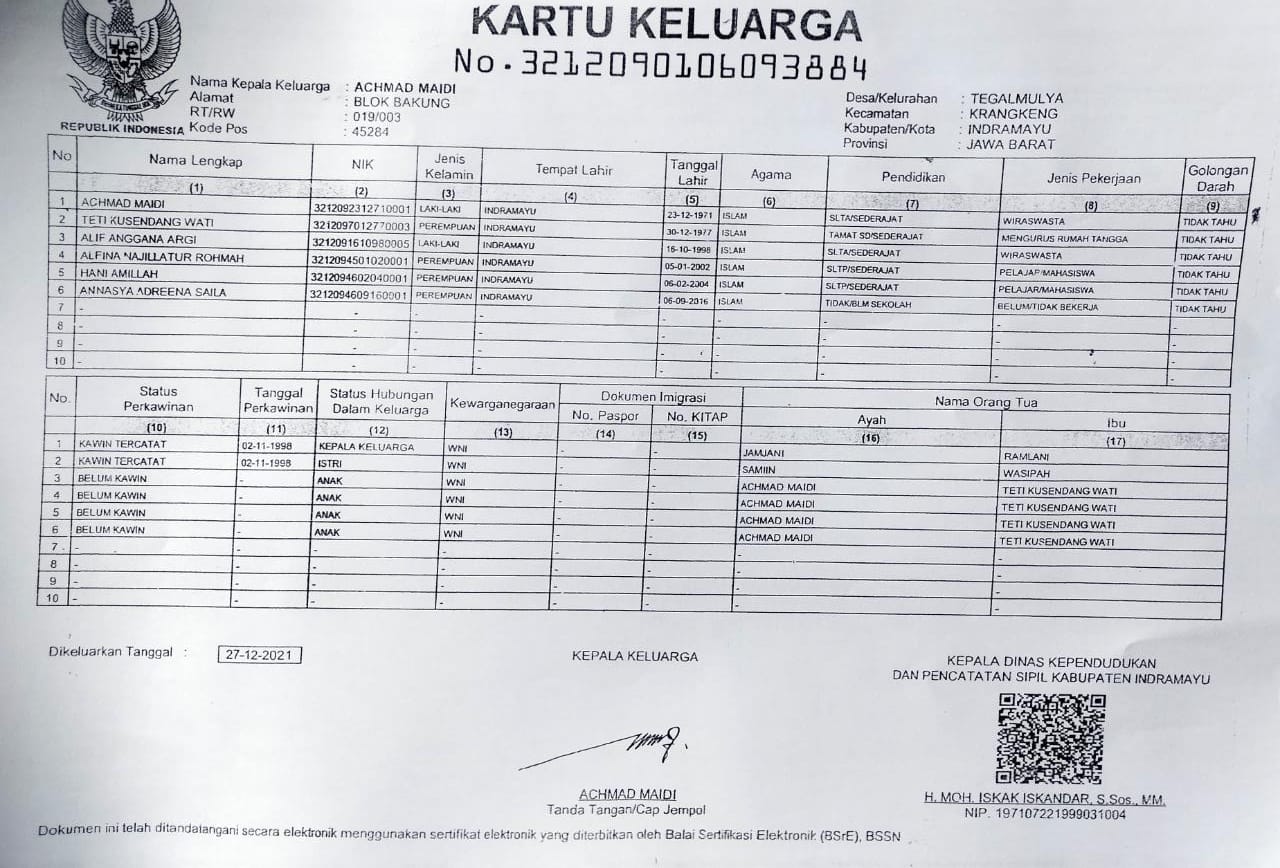 KARTU KELUARGA
No. 3212090106093884
REPUBLIK INDONESIA
Nama Kepala Keluarga : ACHMAD MAIDI
Alamat : BLOK BAKUNG
RT/RW : 019/003
Kode Pos : 45284
Desa/Kelurahan : TEGALMULYA
Kecamatan : KRANGKENG
Kabupaten/Kota : INDRAMAYU
Provinsi : JAWA BARAT
No Nama Lengkap NIK Jenis Kelamin Tempat Lahir Tanggal Lahir Agama Pendidikan Jenis Pekerjaan Golongan Darah
(1) (2) (3) (4) (5) (6) (7) (8) (9)
1 ACHMAD MAIDI 3212092312710001 LAKI-LAKI INDRAMAYU 23-12-1971 ISLAM SLTA/SEDERAJAT WIRASWASTA TIDAK TAHU
2 TETI KUSENDANG WATI 3212097012770003 PEREMPUAN INDRAMAYU 30-12-1977 ISLAM TAMAT SD/SEDERAJAT MENGURUS RUMAH TANGGA TIDAK TAHU
3 ALIF ANGGANA ARGI 3212091610980005 LAKI-LAKI INDRAMAYU 16-10-1998 ISLAM SLTA/SEDERAJAT WIRASWASTA TIDAK TAHU
4 ALFINA NAJILLATUR ROHMAH 3212094501020001 PEREMPUAN INDRAMAYU 05-01-2002 ISLAM SLTP/SEDERAJAT PELAJAR/MAHASISWA TIDAK TAHU
5 HANI AMILLAH 3212094602040001 PEREMPUAN INDRAMAYU 06-02-2004 ISLAM SLTP/SEDERAJAT PELAJAR/MAHASISWA TIDAK TAHU
6 ANNASYA ADREENA SAILA 3212094609160001 PEREMPUAN INDRAMAYU 06-09-2016 ISLAM TIDAK/BLM SEKOLAH BELUM/TIDAK BEKERJA TIDAK TAHU
7 - - - - - - - - -
8 - - - - - - - - -
9 - - - - - - - - -
10 - - - - - - - - -
No. Status Perkawinan Tanggal Perkawinan Status Hubungan Dalam Keluarga Kewarganegaraan Dokumen Imigrasi Nama Orang Tua
No. Paspor No. KITAP Ayah Ibu
(10) (11) (12) (13) (14) (15) (16) (17)
1 KAWIN TERCATAT 02-11-1998 KEPALA KELUARGA WNI - - JAMJANI RAMLANI
2 KAWIN TERCATAT 02-11-1998 ISTRI WNI - - SAMIIN WASIPAH
3 BELUM KAWIN - ANAK WNI - - ACHMAD MAIDI TETI KUSENDANG WATI
4 BELUM KAWIN - ANAK WNI - - ACHMAD MAIDI TETI KUSENDANG WATI
5 BELUM KAWIN - ANAK WNI - - ACHMAD MAIDI TETI KUSENDANG WATI
6 BELUM KAWIN - ANAK WNI - - ACHMAD MAIDI TETI KUSENDANG WATI
7 - - - - - - - -
8 - - - - - - - -
9 - - - - - - - -
10 - - - - - - - -
Dikeluarkan Tanggal : 27-12-2021
KEPALA KELUARGA
ACHMAD MAIDI
Tanda Tangan/Cap Jempol
KEPALA DINAS KEPENDUDUKAN
DAN PENCATATAN SIPIL KABUPATEN INDRAMAYU
H. MOH. ISKAK ISKANDAR, S.Sos., MM.
NIP. 197107221999031004
Dokumen ini telah ditandatangani secara elektronik menggunakan sertifikat elektronik yang diterbitkan oleh Balai Sertifikasi Elektronik (BSrE), BSSN